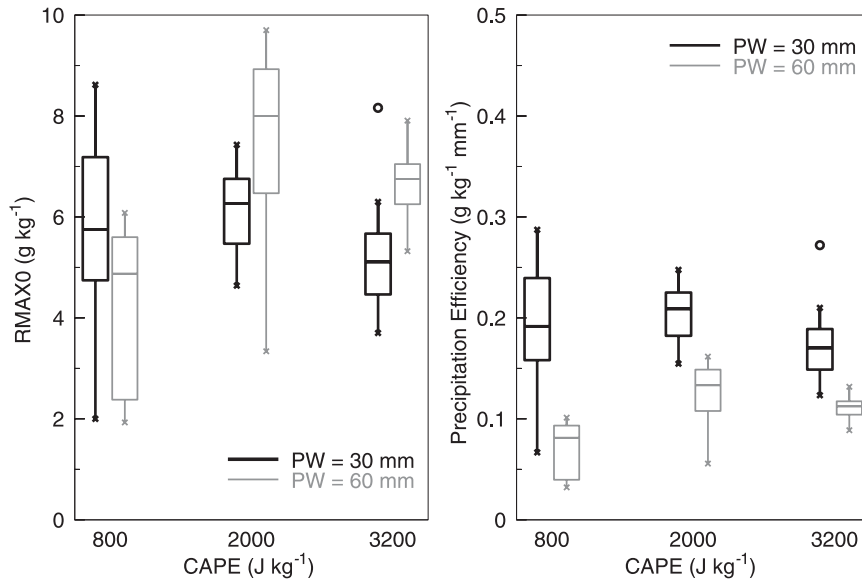 10
8
6
4
2
0
RMAX0 (g kg⁻¹)
PW = 30 mm
PW = 60 mm
800
2000
3200
CAPE (J kg⁻¹)
0.5
0.4
0.3
0.2
0.1
0
Precipitation Efficiency (g kg⁻¹ mm⁻¹)
PW = 30 mm
PW = 60 mm
800
2000
3200
CAPE (J kg⁻¹)